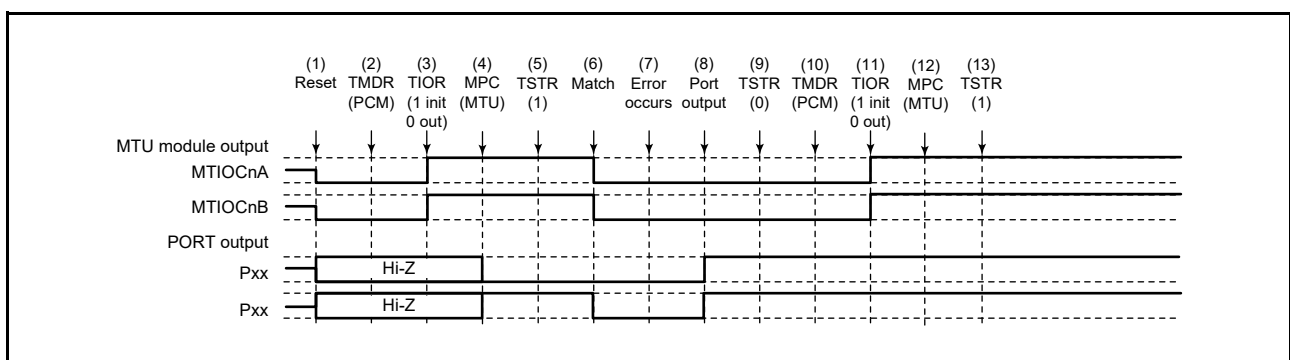 (1) (2) (3) (4) (5) (6) (7) (8) (9) (10) (11) (12) (13)
Reset TMDR TIOR MPC TSTR Match Error Port TSTR TMDR TIOR MPC TSTR
(PCM) (1 init (MTU) (1) occurs output (0) (PCM) (1 init (MTU) (1)
0 out) 0 out)
MTU module output
MTIOCnA
MTIOCnB
PORT output
Pxx Hi-Z
Pxx Hi-Z